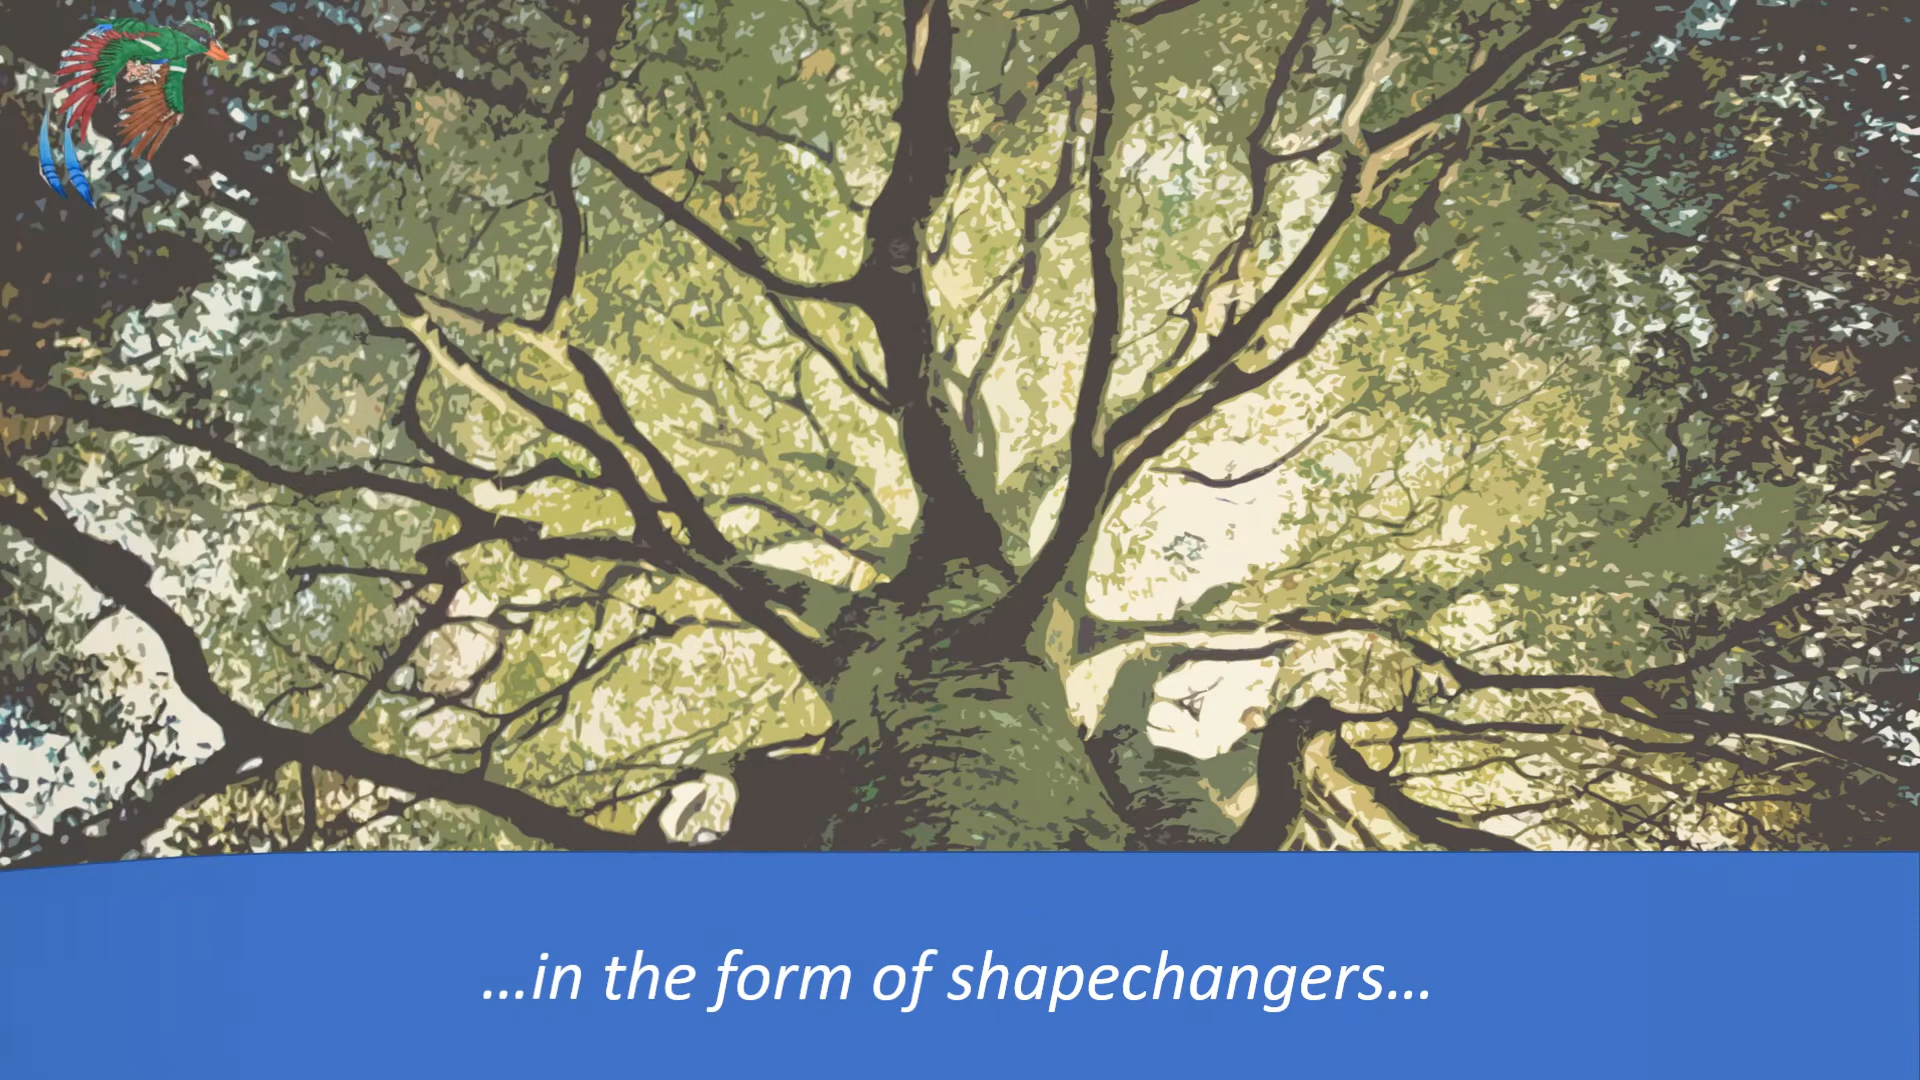 …in the form of shapechangers…